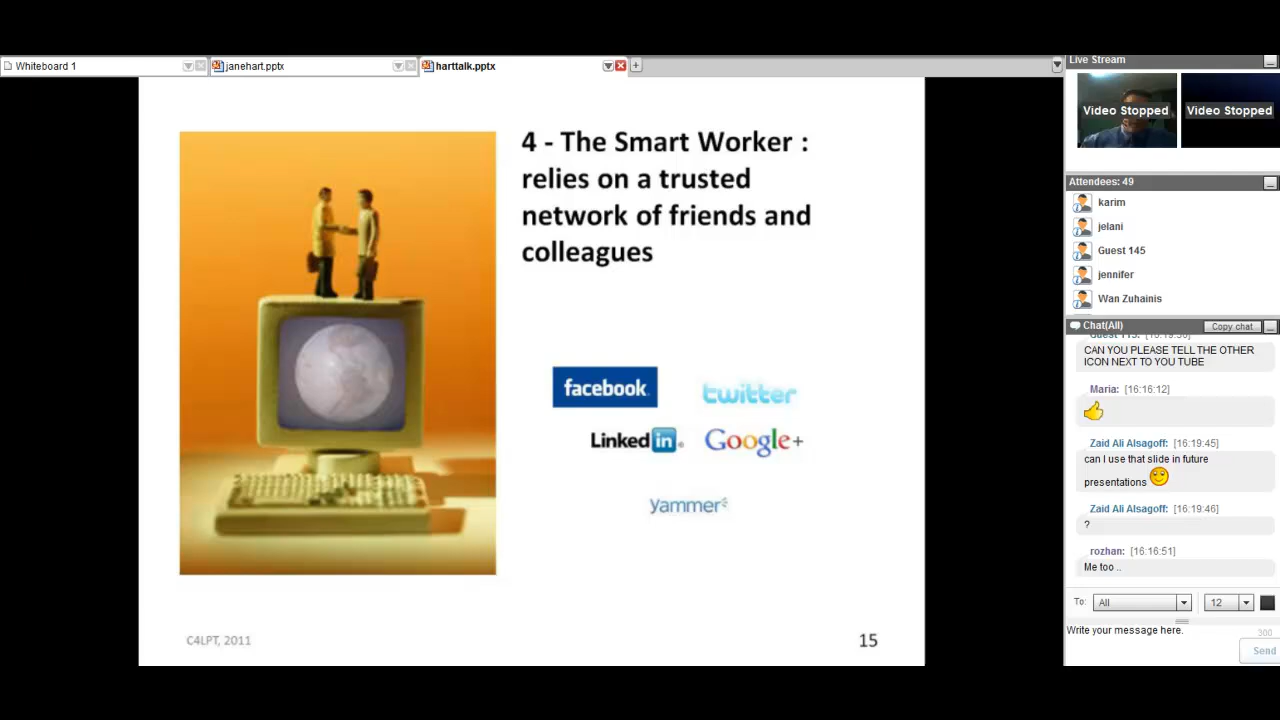 Whiteboard 1
janehart.pptx
harttalk.pptx
4 - The Smart Worker :
relies on a trusted
network of friends and
colleagues
facebook
twitter
Linked in
Google+
yammer
C4LPT, 2011
15
Live Stream
Video Stopped
Video Stopped
Attendees: 49
karim
jelani
Guest 145
jennifer
Wan Zuhainis
Chat(All)
Copy chat
CAN YOU PLEASE TELL THE OTHER
ICON NEXT TO YOU TUBE
Maria: [16:16:12]
Zaid Ali Alsagoff: [16:19:45]
can I use that slide in future
presentations
Zaid Ali Alsagoff: [16:19:46]
?
rozhan: [16:16:51]
Me too ..
To:
All
12
Write your message here.
300
Send